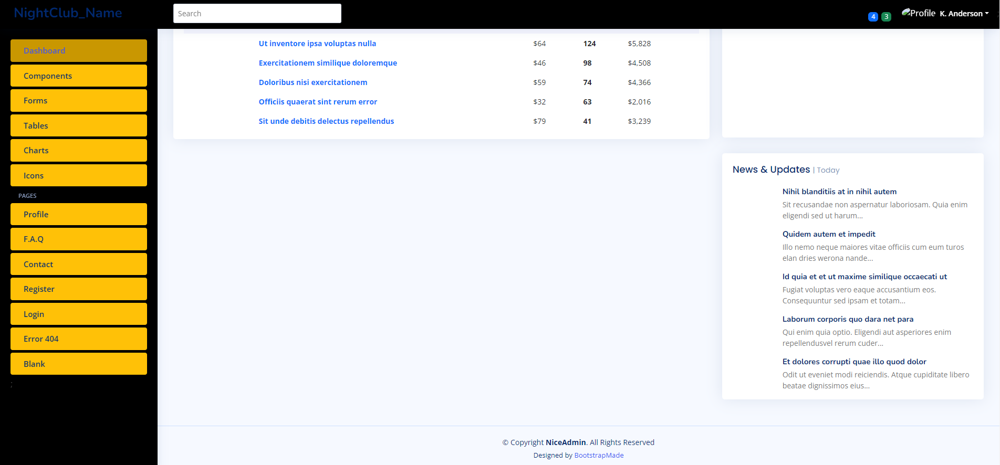 NightClub_Name
Search
4 3 Profile K. Anderson
Dashboard
Components
Forms
Tables
Charts
Icons
PAGES
Profile
F.A.Q
Contact
Register
Login
Error 404
Blank
;
Ut inventore ipsa voluptas nulla $64 124 $5,828
Exercitationem similique doloremque $46 98 $4,508
Doloribus nisi exercitationem $59 74 $4,366
Officiis quaerat sint rerum error $32 63 $2,016
Sit unde debitis delectus repellendus $79 41 $3,239
News & Updates | Today
Nihil blanditiis at in nihil autem
Sit recusandae non aspernatur laboriosam. Quia enim
eligendi sed ut harum...
Quidem autem et impedit
Illo nemo neque maiores vitae officiis cum eum turos
elan dries werona nande...
Id quia et et ut maxime similique occaecati ut
Fugiat voluptas vero eaque accusantium eos.
Consequuntur sed ipsam et totam...
Laborum corporis quo dara net para
Qui enim quia optio. Eligendi aut asperiores enim
repellendusvel rerum cuder...
Et dolores corrupti quae illo quod dolor
Odit ut eveniet modi reiciendis. Atque cupiditate libero
beatae dignissimos eius...
© Copyright NiceAdmin. All Rights Reserved
Designed by BootstrapMade